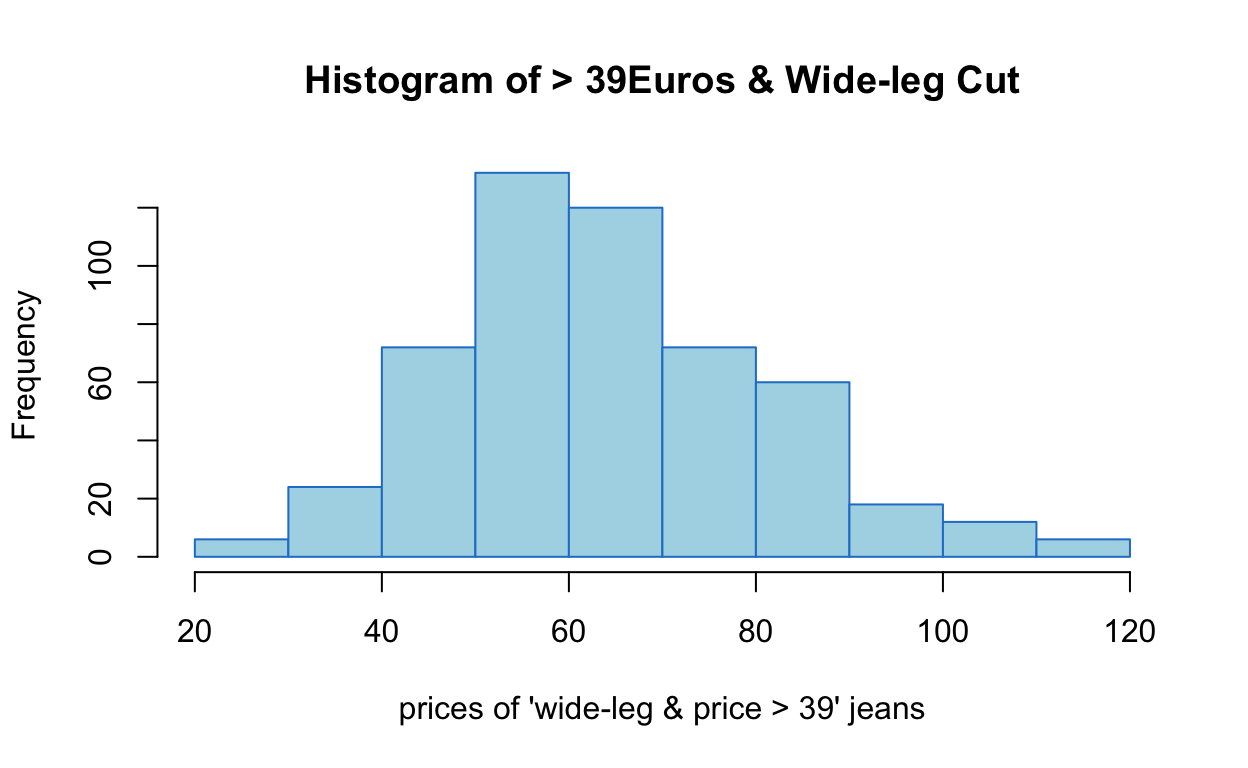 Histogram of > 39Euros & Wide-leg Cut
Frequency
100
60
20
0
20 40 60 80 100 120
prices of 'wide-leg & price > 39' jeans